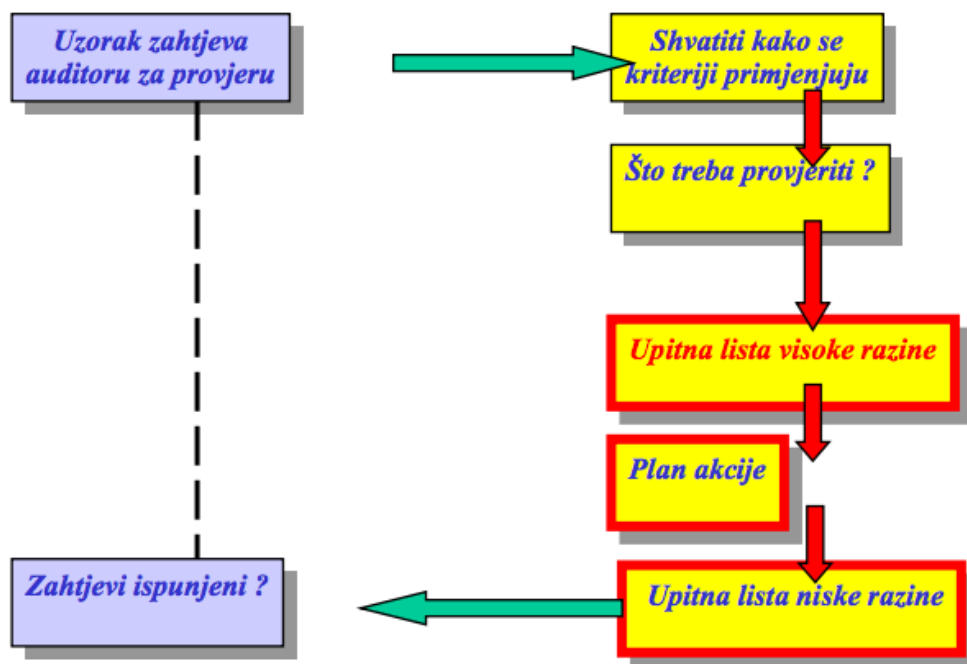 Uzorak zahtjeva
auditoru za provjeru
Shvatiti kako se
kriteriji primjenjuju
Što treba provjeriti ?
Upitna lista visoke razine
Plan akcije
Upitna lista niske razine
Zahtjevi ispunjeni ?